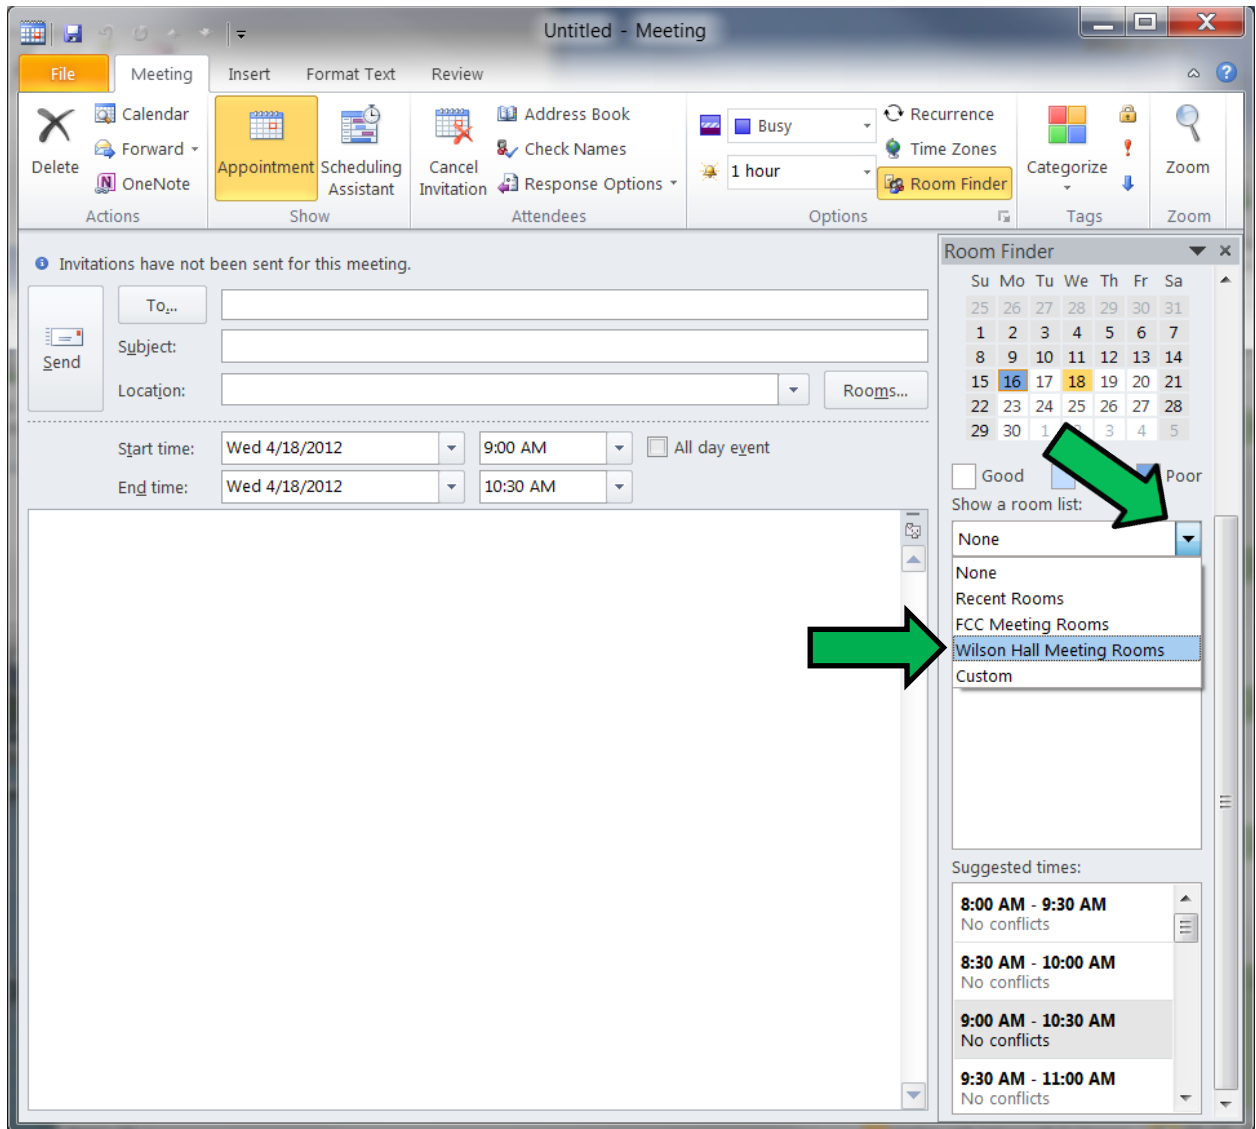 Untitled - Meeting
File Meeting Insert Format Text Review
Delete
Calendar
Forward
OneNote
Actions
Appointment
Scheduling Assistant
Show
Cancel Invitation
Address Book
Check Names
Response Options
Attendees
Busy
1 hour
Recurrence
Time Zones
Room Finder
Options
Categorize
Tags
Zoom
Zoom
Invitations have not been sent for this meeting.
Send
To...
Subject:
Location:
Rooms...
Start time: Wed 4/18/2012 9:00 AM All day event
End time: Wed 4/18/2012 10:30 AM
Room Finder
Su Mo Tu We Th Fr Sa
25 26 27 28 29 30 31
1 2 3 4 5 6 7
8 9 10 11 12 13 14
15 16 17 18 19 20 21
22 23 24 25 26 27 28
29 30 1 2 3 4 5
Good Poor
Show a room list:
None
None
Recent Rooms
FCC Meeting Rooms
Wilson Hall Meeting Rooms
Custom
Suggested times:
8:00 AM - 9:30 AM
No conflicts
8:30 AM - 10:00 AM
No conflicts
9:00 AM - 10:30 AM
No conflicts
9:30 AM - 11:00 AM
No conflicts